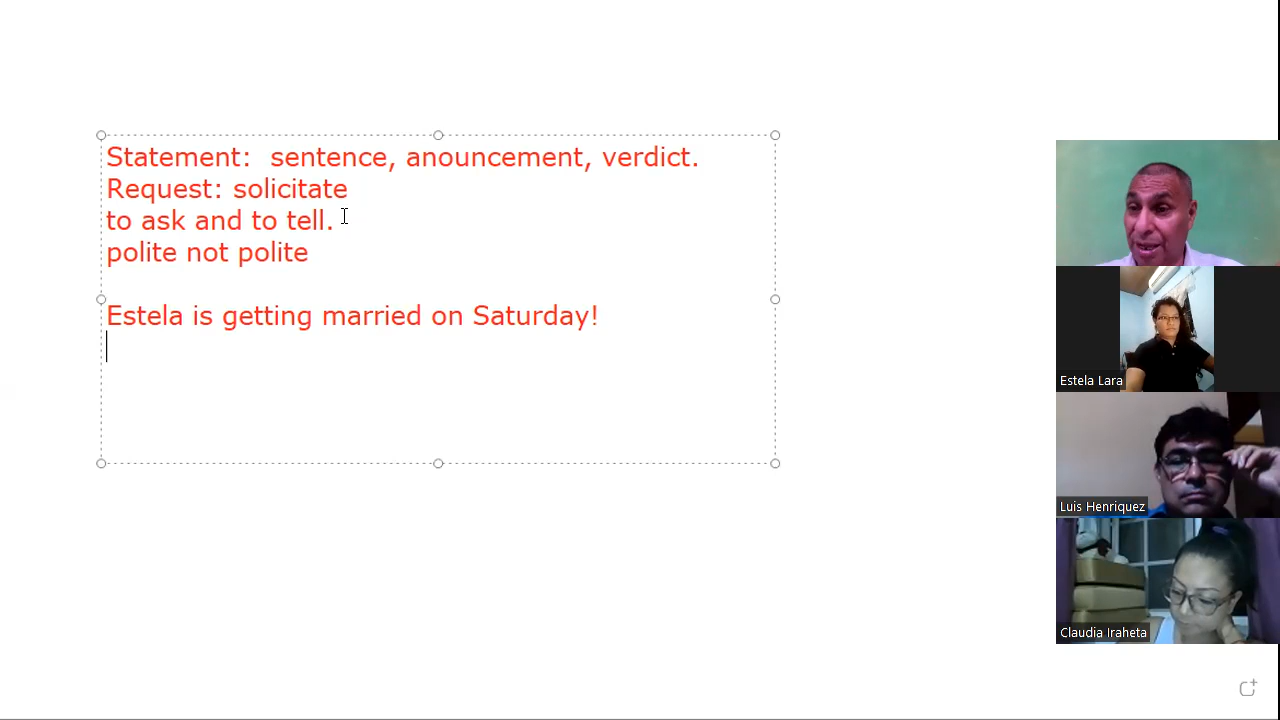 Statement:  sentence, anouncement, verdict.
Request: solicitate
to ask and to tell.
polite not polite
Estela is getting married on Saturday!
Estela Lara
Luis Henriquez
Claudia Iraheta